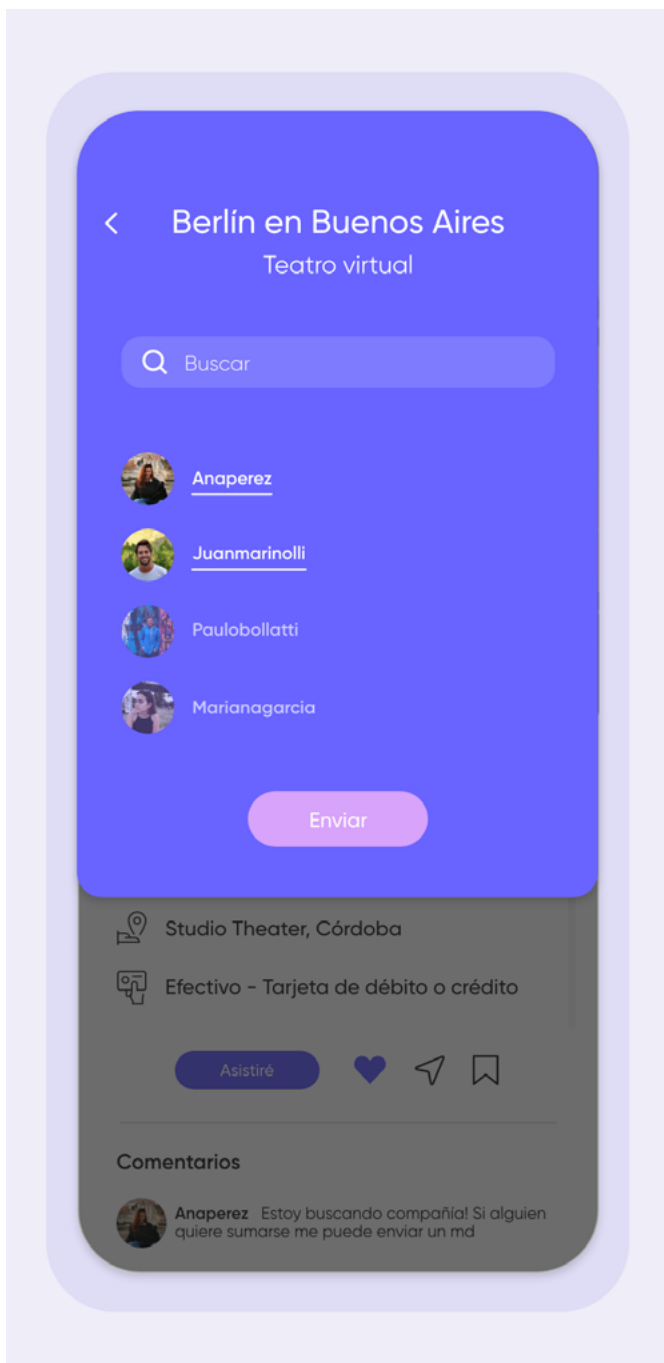 Berlín en Buenos Aires
Teatro virtual
Buscar
Anaperez
Juanmarinolli
Paulobollatti
Marianagarcia
Enviar
Studio Theater, Córdoba
Efectivo - Tarjeta de débito o crédito
Asistiré
Comentarios
Anaperez Estoy buscando compañía! Si alguien
quiere sumarse me puede enviar un md